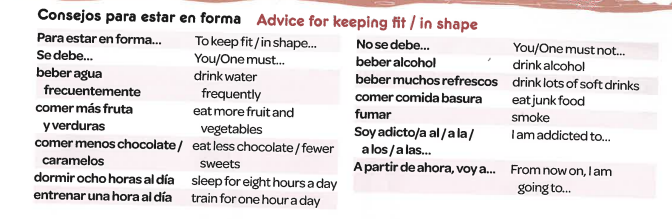 Consejos para estar en forma Advice for keeping fit / in shape
Para estar en forma... To keep fit / in shape...
Se debe... You/One must...
beber agua drink water
frecuentemente frequently
comer más fruta eat more fruit and
y verduras vegetables
comer menos chocolate / eat less chocolate / fewer
caramelos sweets
dormir ocho horas al día sleep for eight hours a day
entrenar una hora al día train for one hour a day
No se debe... You/One must not...
beber alcohol drink alcohol
beber muchos refrescos drink lots of soft drinks
comer comida basura eat junk food
fumar smoke
Soy adicto/a al / a la / I am addicted to...
a los / a las...
A partir de ahora, voy a... From now on, I am
going to...